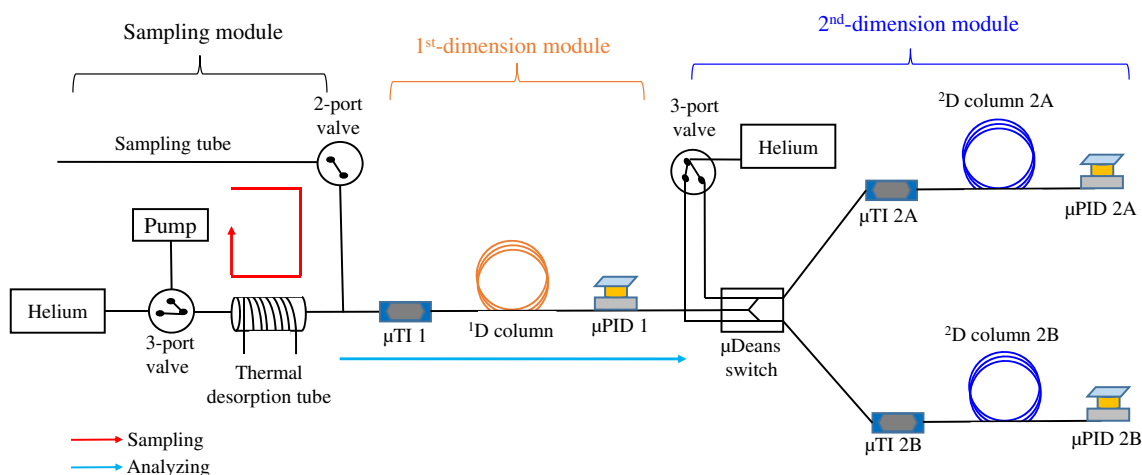 Sampling module
1st-dimension module
2nd-dimension module
2-port
valve
3-port
valve
Helium
²D column 2A
Sampling tube
μTI 2A
μPID 2A
Pump
Helium
3-port
valve
Thermal
desorption tube
μTI 1
¹D column
μPID 1
μDeans
switch
²D column 2B
μTI 2B
μPID 2B
Sampling
Analyzing